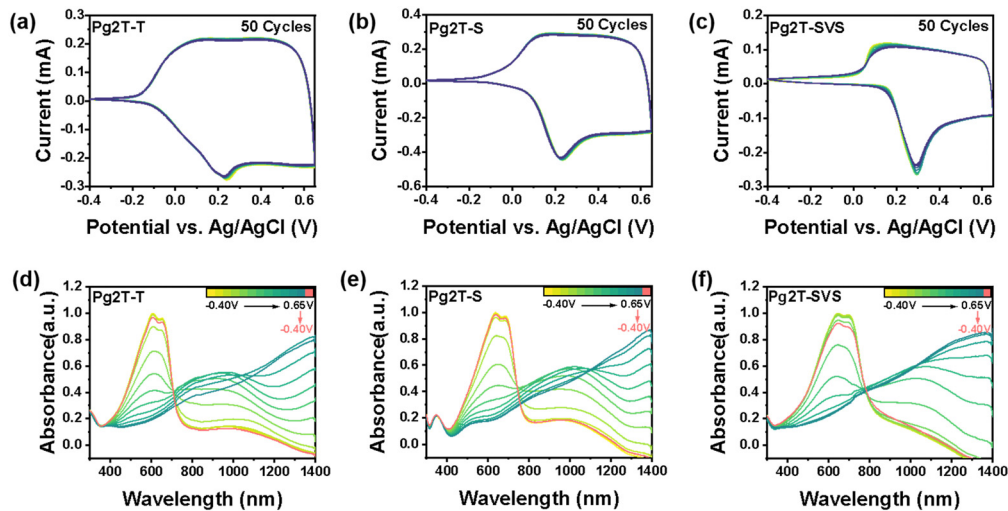 (a)
Pg2T-T 50 Cycles
0.3
0.2
0.1
0.0
-0.1
-0.2
-0.3
-0.4 -0.2 0.0 0.2 0.4 0.6
Current (mA)
Potential vs. Ag/AgCl (V)
(b)
Pg2T-S 50 Cycles
0.4
0.2
0.0
-0.2
-0.4
-0.6
-0.4 -0.2 0.0 0.2 0.4 0.6
Current (mA)
Potential vs. Ag/AgCl (V)
(c)
Pg2T-SVS 50 Cycles
0.2
0.1
0.0
-0.1
-0.2
-0.3
-0.4 -0.2 0.0 0.2 0.4 0.6
Current (mA)
Potential vs. Ag/AgCl (V)
(d)
Pg2T-T
-0.40V 0.65V
-0.40V
1.2
1.0
0.8
0.6
0.4
0.2
0.0
400 600 800 1000 1200 1400
Absorbance(a.u.)
Wavelength (nm)
(e)
Pg2T-S
-0.40V 0.65V
-0.40V
1.2
1.0
0.8
0.6
0.4
0.2
0.0
400 600 800 1000 1200 1400
Absorbance(a.u.)
Wavelength (nm)
(f)
Pg2T-SVS
-0.40V 0.65V
-0.40V
1.2
1.0
0.8
0.6
0.4
0.2
0.0
400 600 800 1000 1200 1400
Absorbance(a.u.)
Wavelength (nm)